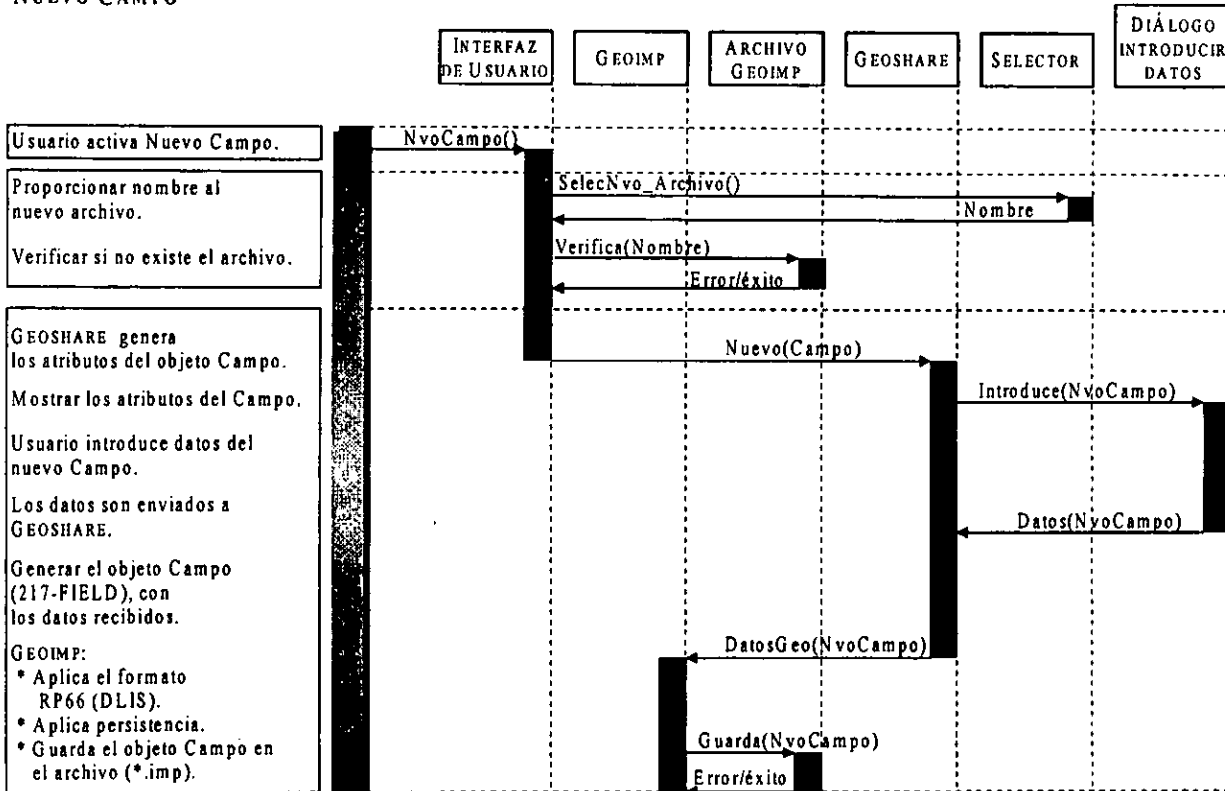 NUEVO CAMPO
INTERFAZ
DE USUARIO
GEOIMP
ARCHIVO
GEOIMP
GEOSHARE
SELECTOR
DIÁLOGO
INTRODUCIR
DATOS
Usuario activa Nuevo Campo.
NvoCampo()
Proporcionar nombre al
nuevo archivo.
Verificar si no existe el archivo.
SelecNvo_Archivo()
Nombre
Verifica(Nombre)
Error/éxito
GEOSHARE genera
los atributos del objeto Campo.
Mostrar los atributos del Campo.
Usuario introduce datos del
nuevo Campo.
Los datos son enviados a
GEOSHARE.
Generar el objeto Campo
(217-FIELD), con
los datos recibidos.
GEOIMP:
* Aplica el formato
RP66 (DLIS).
* Aplica persistencia.
* Guarda el objeto Campo en
el archivo (*.imp).
Nuevo(Campo)
Introduce(NvoCampo)
Datos(NvoCampo)
DatosGeo(NvoCampo)
Guarda(NvoCampo)
Error/éxito